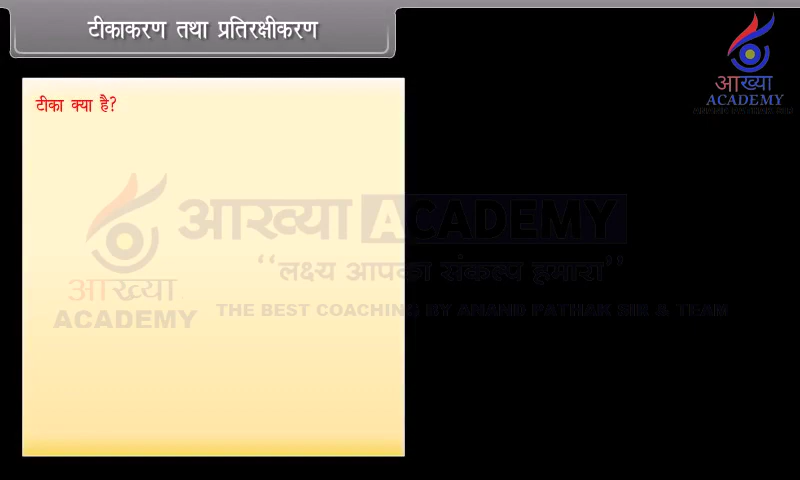 टीकाकरण तथा प्रतिरक्षीकरण
आख्या
ACADEMY
टीका क्या है?
आख्या ACADEMY
"लक्ष्य आपका संकल्प हमारा"
आख्या
ACADEMY
THE BEST COACHING BY ANAND PATHAK SIR & TEAM